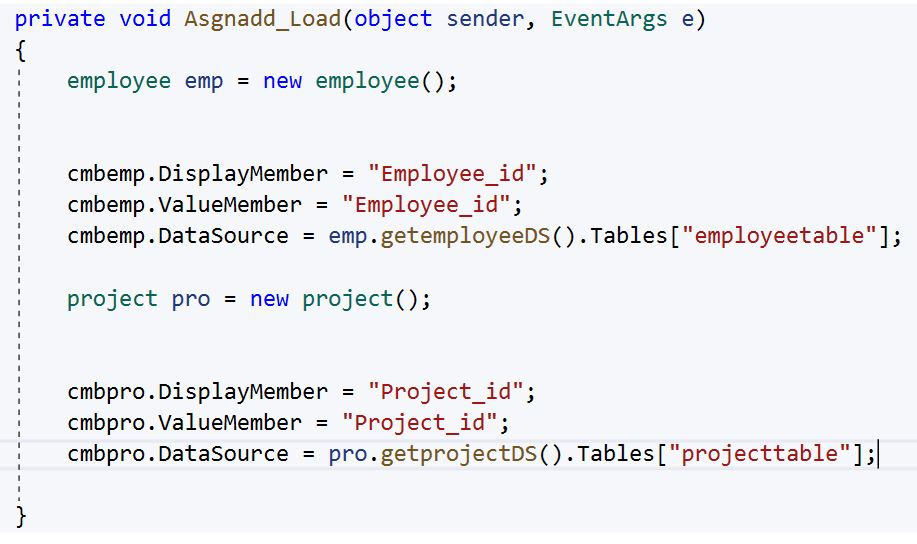 private void Asgnadd_Load(object sender, EventArgs e)
{
employee emp = new employee();
cmbemp.DisplayMember = "Employee_id";
cmbemp.ValueMember = "Employee_id";
cmbemp.DataSource = emp.getemployeeDS().Tables["employeetable"];
project pro = new project();
cmbpro.DisplayMember = "Project_id";
cmbpro.ValueMember = "Project_id";
cmbpro.DataSource = pro.getprojectDS().Tables["projecttable"];
}